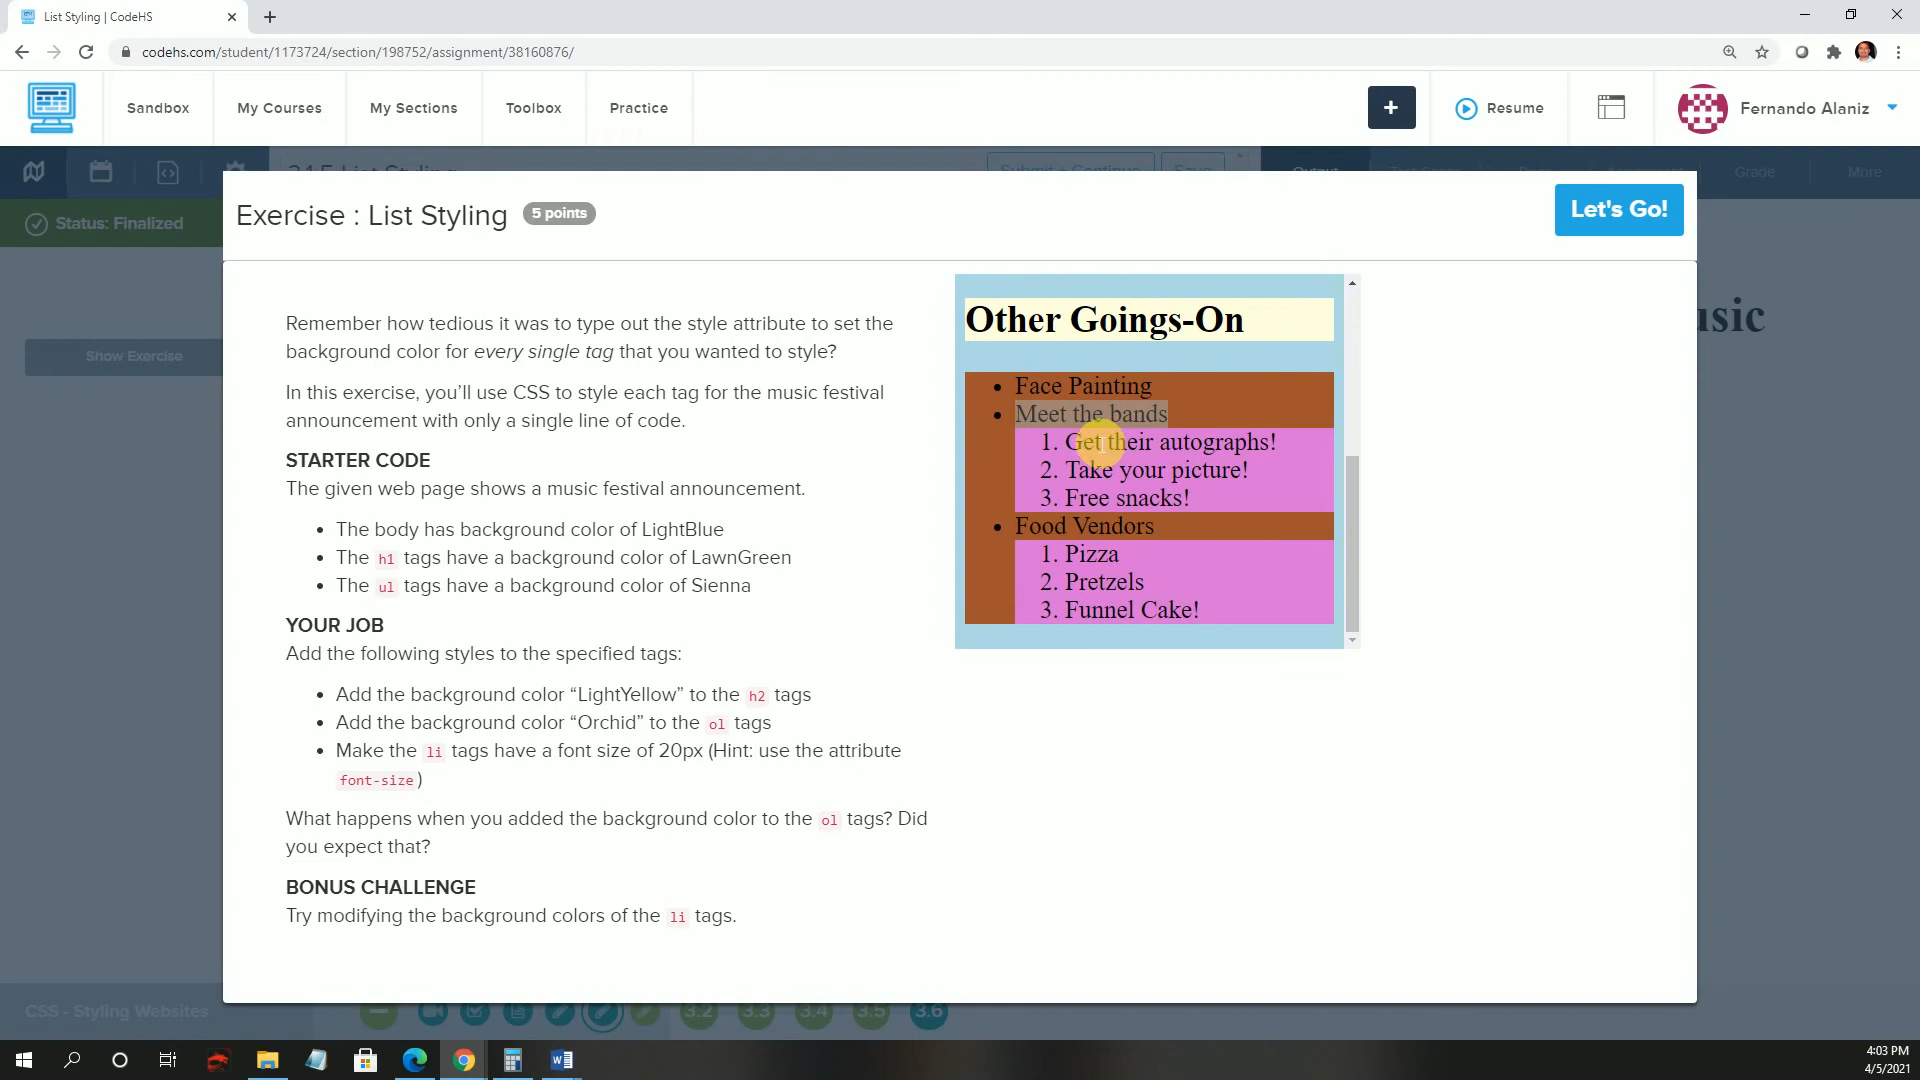 List Styling | CodeHS
codehs.com/student/1173724/section/198752/assignment/38160876/
Sandbox
My Courses
My Sections
Toolbox
Practice
+
Resume
Fernando Alaniz
Submit + Continue
Save
Output
Grade
More
Status: Finalized
Show Exercise
Exercise : List Styling
5 points
Let's Go!
Remember how tedious it was to type out the style attribute to set the
background color for every single tag that you wanted to style?
In this exercise, you’ll use CSS to style each tag for the music festival
announcement with only a single line of code.
STARTER CODE
The given web page shows a music festival announcement.
• The body has background color of LightBlue
• The h1 tags have a background color of LawnGreen
• The ul tags have a background color of Sienna
YOUR JOB
Add the following styles to the specified tags:
• Add the background color “LightYellow” to the h2 tags
• Add the background color “Orchid” to the ol tags
• Make the li tags have a font size of 20px (Hint: use the attribute
font-size)
What happens when you added the background color to the ol tags? Did
you expect that?
BONUS CHALLENGE
Try modifying the background colors of the li tags.
Other Goings-On
• Face Painting
• Meet the bands
1. Get their autographs!
2. Take your picture!
3. Free snacks!
• Food Vendors
1. Pizza
2. Pretzels
3. Funnel Cake!
usic
CSS - Styling Websites
3.2
3.3
3.4
3.5
3.6
4:03 PM
4/5/2021